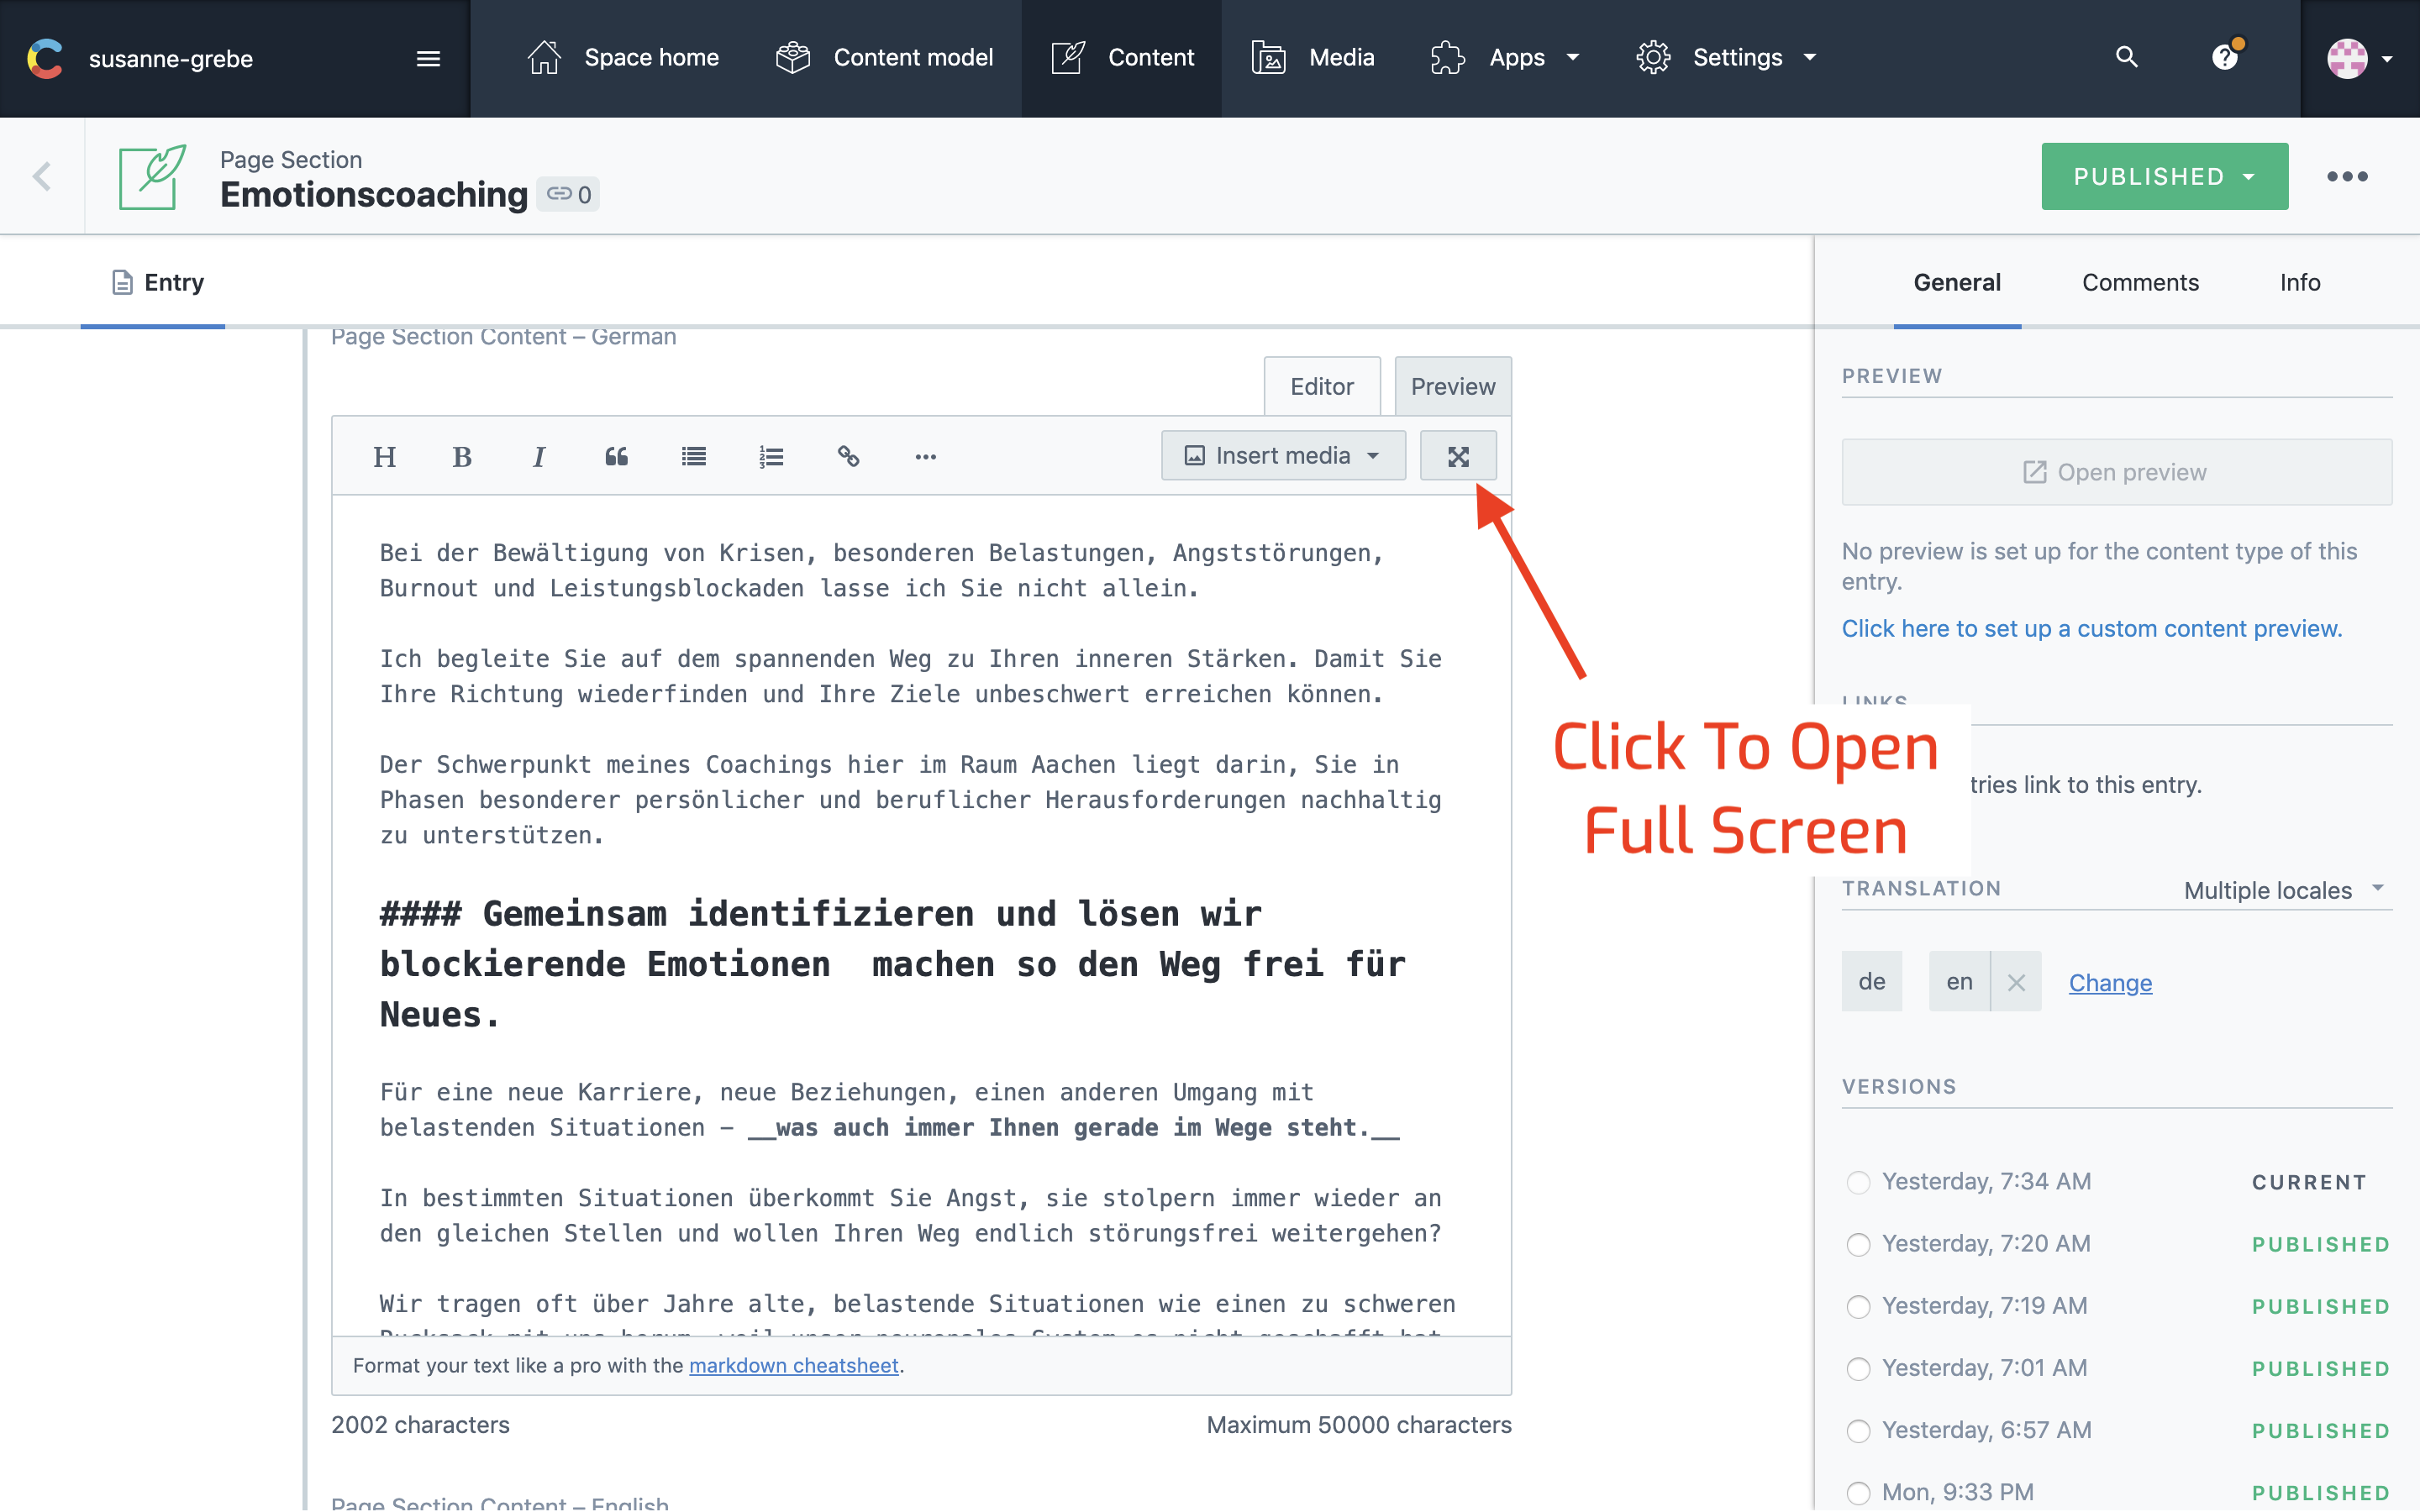 susanne-grebe
Space home
Content model
Content
Media
Apps
Settings
Page Section
Emotionscoaching
0
PUBLISHED
Entry
General
Comments
Info
Page Section Content – German
Editor
Preview
H B I
Insert media
Bei der Bewältigung von Krisen, besonderen Belastungen, Angststörungen,
Burnout und Leistungsblockaden lasse ich Sie nicht allein.
Ich begleite Sie auf dem spannenden Weg zu Ihren inneren Stärken. Damit Sie
Ihre Richtung wiederfinden und Ihre Ziele unbeschwert erreichen können.
Der Schwerpunkt meines Coachings hier im Raum Aachen liegt darin, Sie in
Phasen besonderer persönlicher und beruflicher Herausforderungen nachhaltig
zu unterstützen.
#### Gemeinsam identifizieren und lösen wir
blockierende Emotionen  machen so den Weg frei für
Neues.
Für eine neue Karriere, neue Beziehungen, einen anderen Umgang mit
belastenden Situationen – __was auch immer Ihnen gerade im Wege steht.__
In bestimmten Situationen überkommt Sie Angst, sie stolpern immer wieder an
den gleichen Stellen und wollen Ihren Weg endlich störungsfrei weitergehen?
Wir tragen oft über Jahre alte, belastende Situationen wie einen zu schweren
Rucksack mit uns herum, weil unser neuronales System es nicht geschafft hat
Format your text like a pro with the markdown cheatsheet.
2002 characters
Maximum 50000 characters
Page Section Content – English
Click To Open
Full Screen
PREVIEW
Open preview
No preview is set up for the content type of this
entry.
Click here to set up a custom content preview.
LINKS
tries link to this entry.
TRANSLATION
Multiple locales
de
en
Change
VERSIONS
Yesterday, 7:34 AM CURRENT
Yesterday, 7:20 AM PUBLISHED
Yesterday, 7:19 AM PUBLISHED
Yesterday, 7:01 AM PUBLISHED
Yesterday, 6:57 AM PUBLISHED
Mon, 9:33 PM PUBLISHED